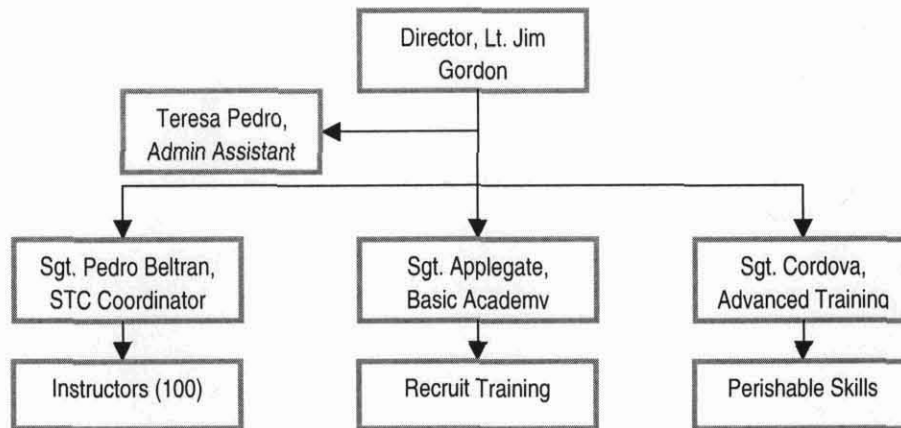 Director, Lt. Jim
Gordon
Teresa Pedro,
Admin Assistant
Sgt. Pedro Beltran,
STC Coordinator
Sgt. Applegate,
Basic Academy
Sgt. Cordova,
Advanced Training
Instructors (100)
Recruit Training
Perishable Skills